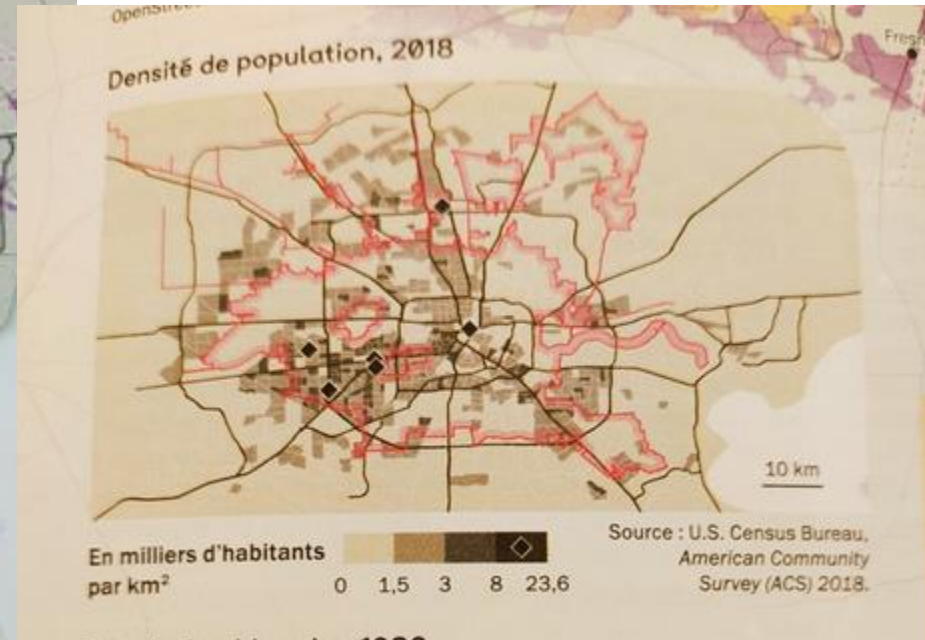 Densité de population, 2018
10 km
En milliers d'habitants
par km²
0 1,5 3 8 23,6
Source : U.S. Census Bureau,
American Community
Survey (ACS) 2018.